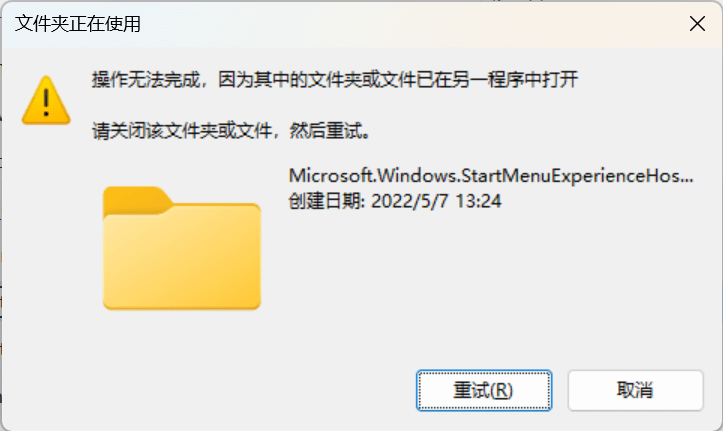 文件夹正在使用
操作无法完成，因为其中的文件夹或文件已在另一程序中打开
请关闭该文件夹或文件，然后重试。
Microsoft.Windows.StartMenuExperienceHos...
创建日期: 2022/5/7 13:24
重试(R)
取消